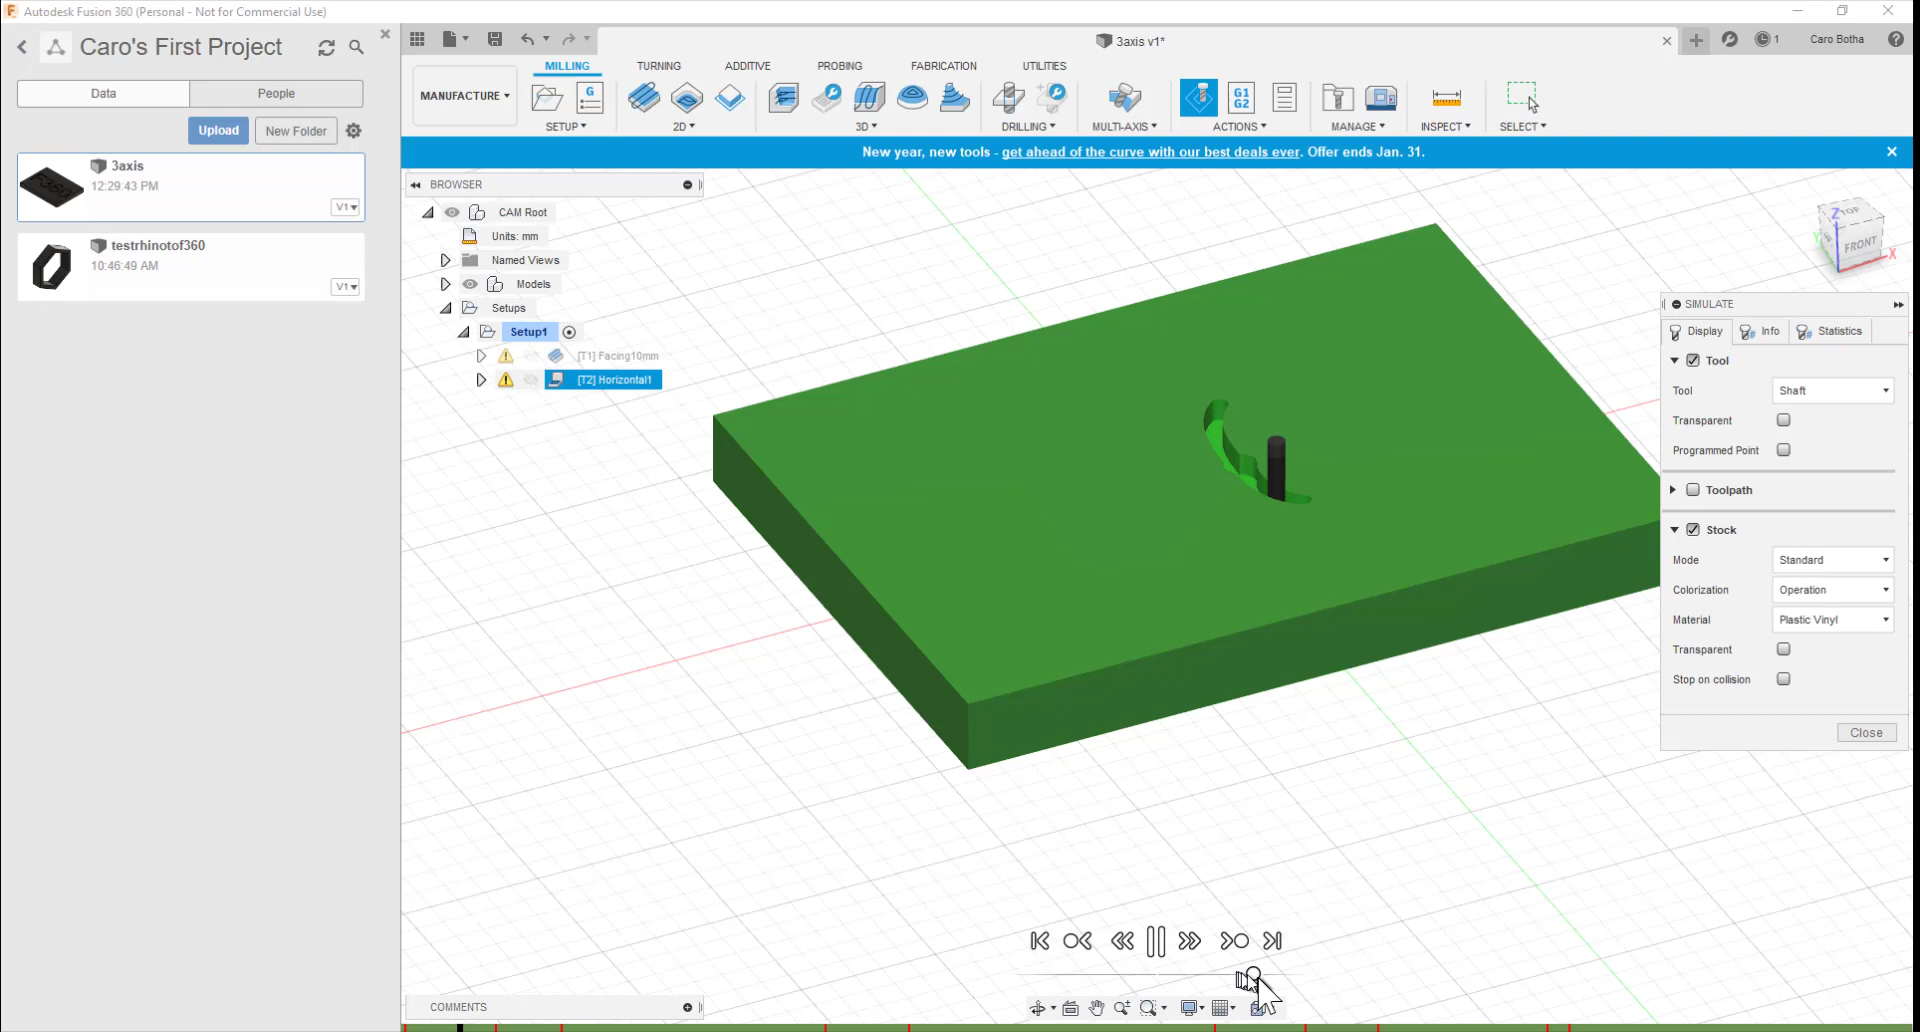 Autodesk Fusion 360 (Personal - Not for Commercial Use)
Caro's First Project
Data
People
Upload
New Folder
3axis
12:29:43 PM
V1
testrhinotof360
10:46:49 AM
V1
3axis v1*
1
Caro Botha
MANUFACTURE
MILLING
TURNING
ADDITIVE
PROBING
FABRICATION
UTILITIES
G
G1
G2
SETUP
2D
3D
DRILLING
MULTI-AXIS
ACTIONS
MANAGE
INSPECT
SELECT
New year, new tools - get ahead of the curve with our best deals ever. Offer ends Jan. 31.
BROWSER
CAM Root
Units: mm
Named Views
Models
Setups
Setup1
[T1] Facing10mm
[T2] Horizontal1
Z
TOP
FRONT
X
Y
SIMULATE
Display
Info
Statistics
Tool
Tool
Shaft
Transparent
Programmed Point
Toolpath
Stock
Mode
Standard
Colorization
Operation
Material
Plastic Vinyl
Transparent
Stop on collision
Close
COMMENTS